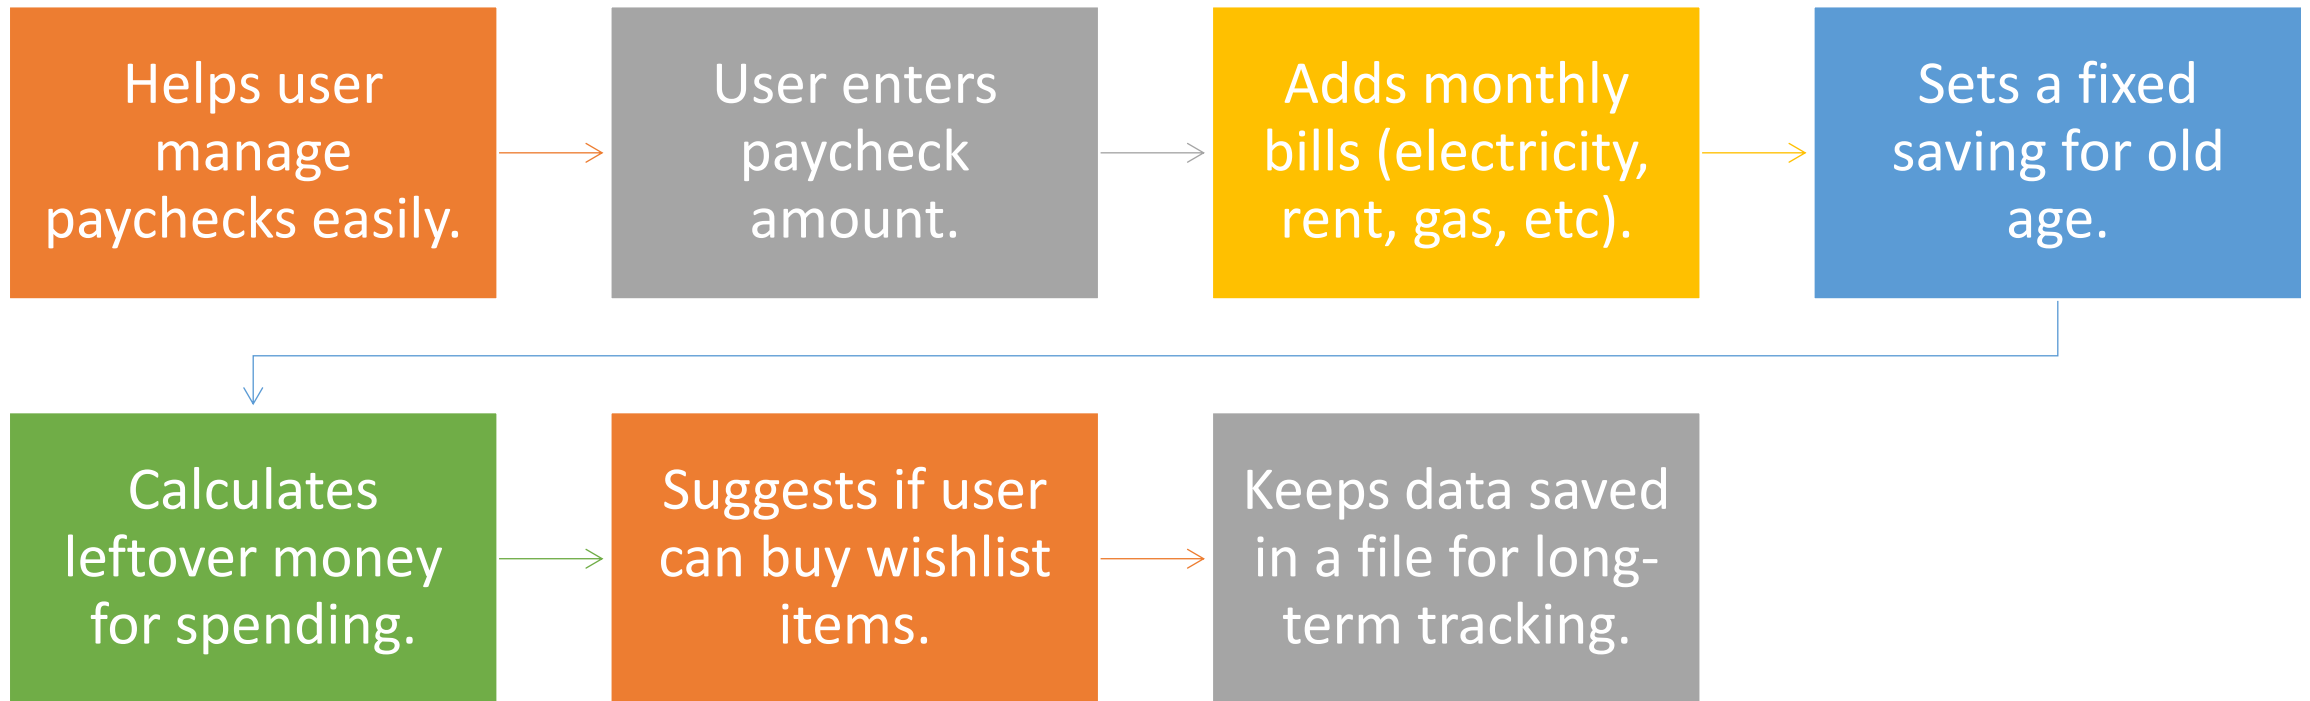 Helps user
manage
paychecks easily.
User enters
paycheck
amount.
Adds monthly
bills (electricity,
rent, gas, etc).
Sets a fixed
saving for old
age.
Calculates
leftover money
for spending.
Suggests if user
can buy wishlist
items.
Keeps data saved
in a file for long-
term tracking.